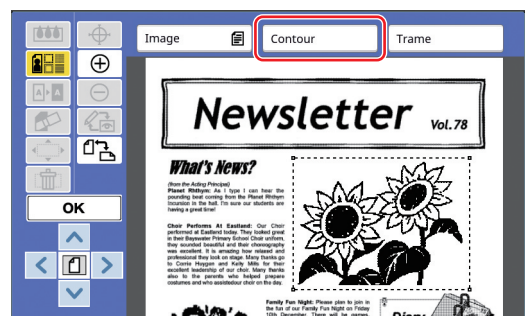 Image
Contour
Trame
Newsletter Vol. 78
What's News?
(from the Acting Principal)
Planet Rhthym: As I type I can hear the
pounding beat coming from the Planet Rhthym
Incursion in the hall. I'm sure our students are
having a great time!
Choir Performs At Eastland: Our Choir
performed at Eastland today. They looked great
in their Bayswater Primary School Choir uniform,
they sounded beautiful and their choreography
was excellent. It is amazing how relaxed and
professional they look on stage. Many thanks go
to Corrie Huygen and Kelly Mills for their
excellent leadership of our choir. Many thanks
also to the parents who helped prepare
costumes and who assistedour choir on the day.
OK
Family Fun Night: Please plan to join in
the fun of our Family Fun Night on Friday
10th December. There will be games,